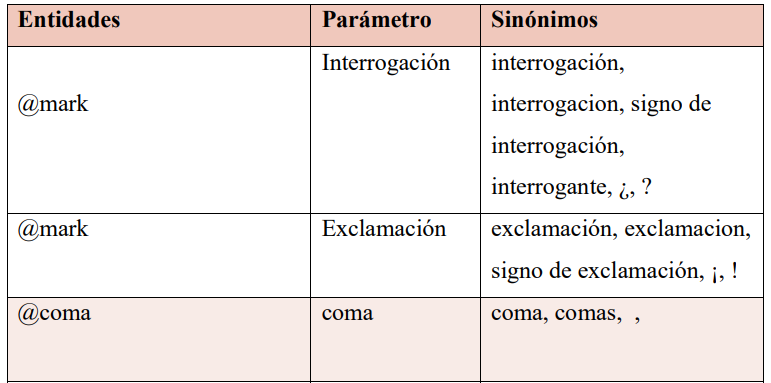 Entidades Parámetro Sinónimos
Interrogación interrogación,
@mark interrogacion, signo de
interrogación,
interrogante, ¿, ?
@mark Exclamación exclamación, exclamacion,
signo de exclamación, ¡, !
@coma coma coma, comas,  ,